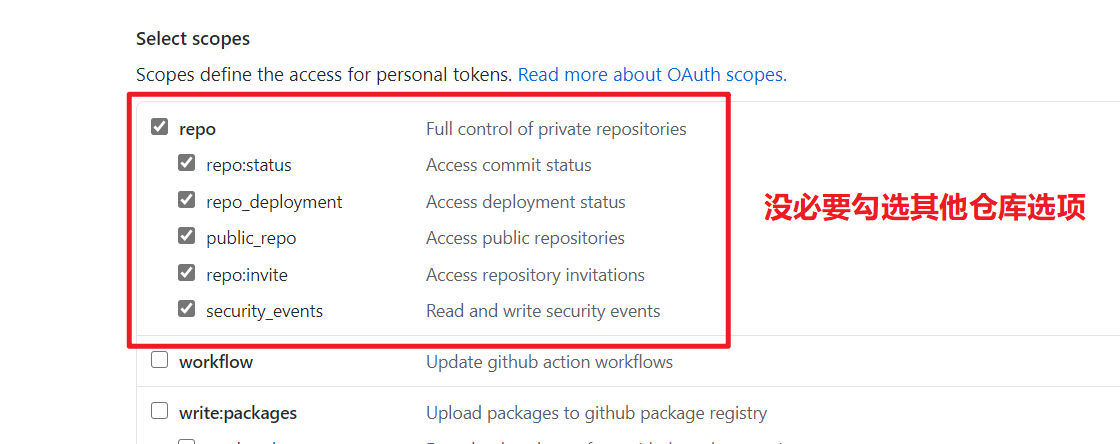 Select scopes
Scopes define the access for personal tokens. Read more about OAuth scopes.
repo Full control of private repositories
repo:status Access commit status
repo_deployment Access deployment status
public_repo Access public repositories
repo:invite Access repository invitations
security_events Read and write security events
没必要勾选其他仓库选项
workflow Update github action workflows
write:packages Upload packages to github package registry